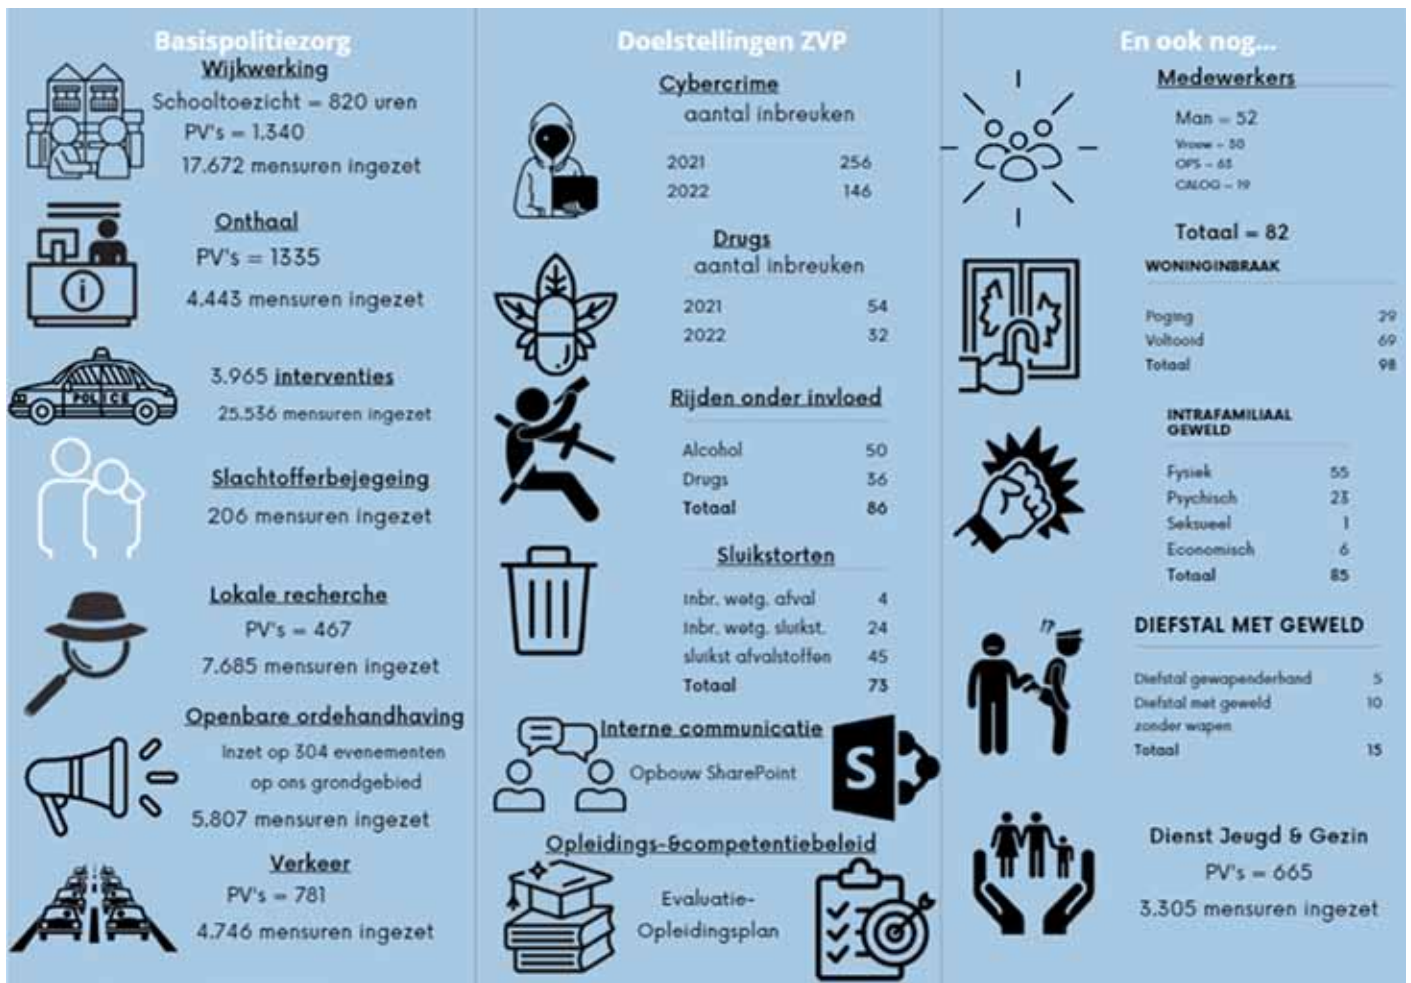 Basispolitiezorg
Wijkwerking
Schooltoezicht = 820 uren
PV's = 1.340
17.672 mensuren ingezet
Onthaal
PV's = 1335
4.443 mensuren ingezet
POLICE
3.965 interventies
25.536 mensuren ingezet
Slachtofferbejegeing
206 mensuren ingezet
Lokale recherche
PV's = 467
7.685 mensuren ingezet
Openbare ordehandhaving
Inzet op 304 evenementen
op ons grondgebied
5.807 mensuren ingezet
Verkeer
PV's = 781
4.746 mensuren ingezet
Doelstellingen ZVP
Cybercrime
aantal inbreuken
2021 256
2022 146
Drugs
aantal inbreuken
2021 54
2022 32
Rijden onder invloed
Alcohol 50
Drugs 36
Totaal 86
Sluikstorten
Inbr. wetg. afval 4
Inbr. wetg. sluikst. 24
sluikst afvalstoffen 45
Totaal 73
Interne communicatie
Opbouw SharePoint
S
Opleidings-&competentiebeleid
Evaluatie-
Opleidingsplan
En ook nog...
Medewerkers
Man = 52
Vrouw = 30
OPS = 63
CALOG = 19
Totaal = 82
WONINGINBRAAK
Poging 29
Voltooid 69
Totaal 98
INTRAFAMILIAAL
GEWELD
Fysiek 55
Psychisch 23
Seksueel 1
Economisch 6
Totaal 85
DIEFSTAL MET GEWELD
!?
Diefstal gewapenderhand 5
Diefstal met geweld 10
zonder wapen
Totaal 15
Dienst Jeugd & Gezin
PV's = 665
3.305 mensuren ingezet